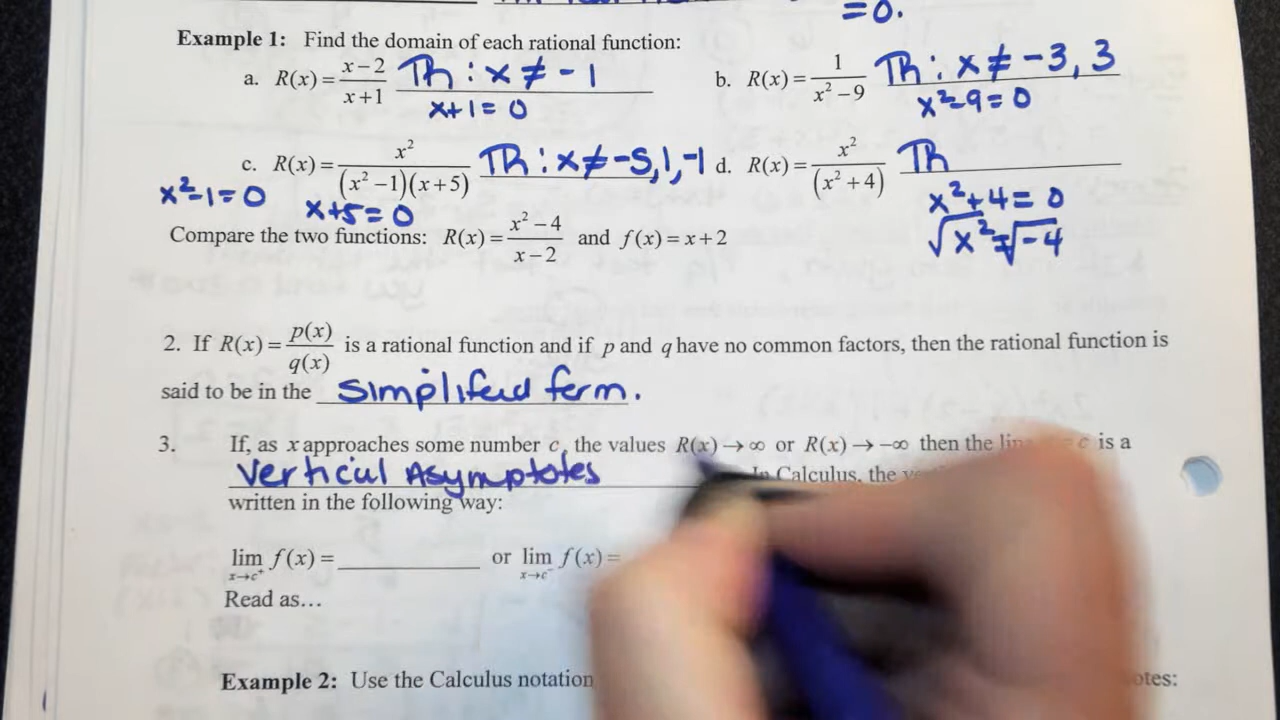 =0.
Example 1: Find the domain of each rational function:
a. R(x) = x−2 / x+1 Th : x ≠ −1
x+1=0
b. R(x) = 1 / x² −9 Th : x ≠ −3, 3
x²−9=0
c. R(x) = x² / (x² −1)(x+5) Th : x ≠ −5, 1, −1
x²−1=0 x+5=0
d. R(x) = x² / (x² +4) Th
x²+4=0
√x² = √−4
Compare the two functions: R(x) = x² −4 / x−2 and f(x) = x+2
2. If R(x) = p(x) / q(x) is a rational function and if p and q have no common factors, then the rational function is
said to be in the Simplifed form.
3. If, as x approaches some number c, the values R(x) → ∞ or R(x) → −∞ then the c is a
Vertical Asymptotes In Calculus, the
written in the following way:
lim x→c⁺ f(x) = or lim x→c⁻ f(x) =
Read as…
Example 2: Use the Calculus notation otes: